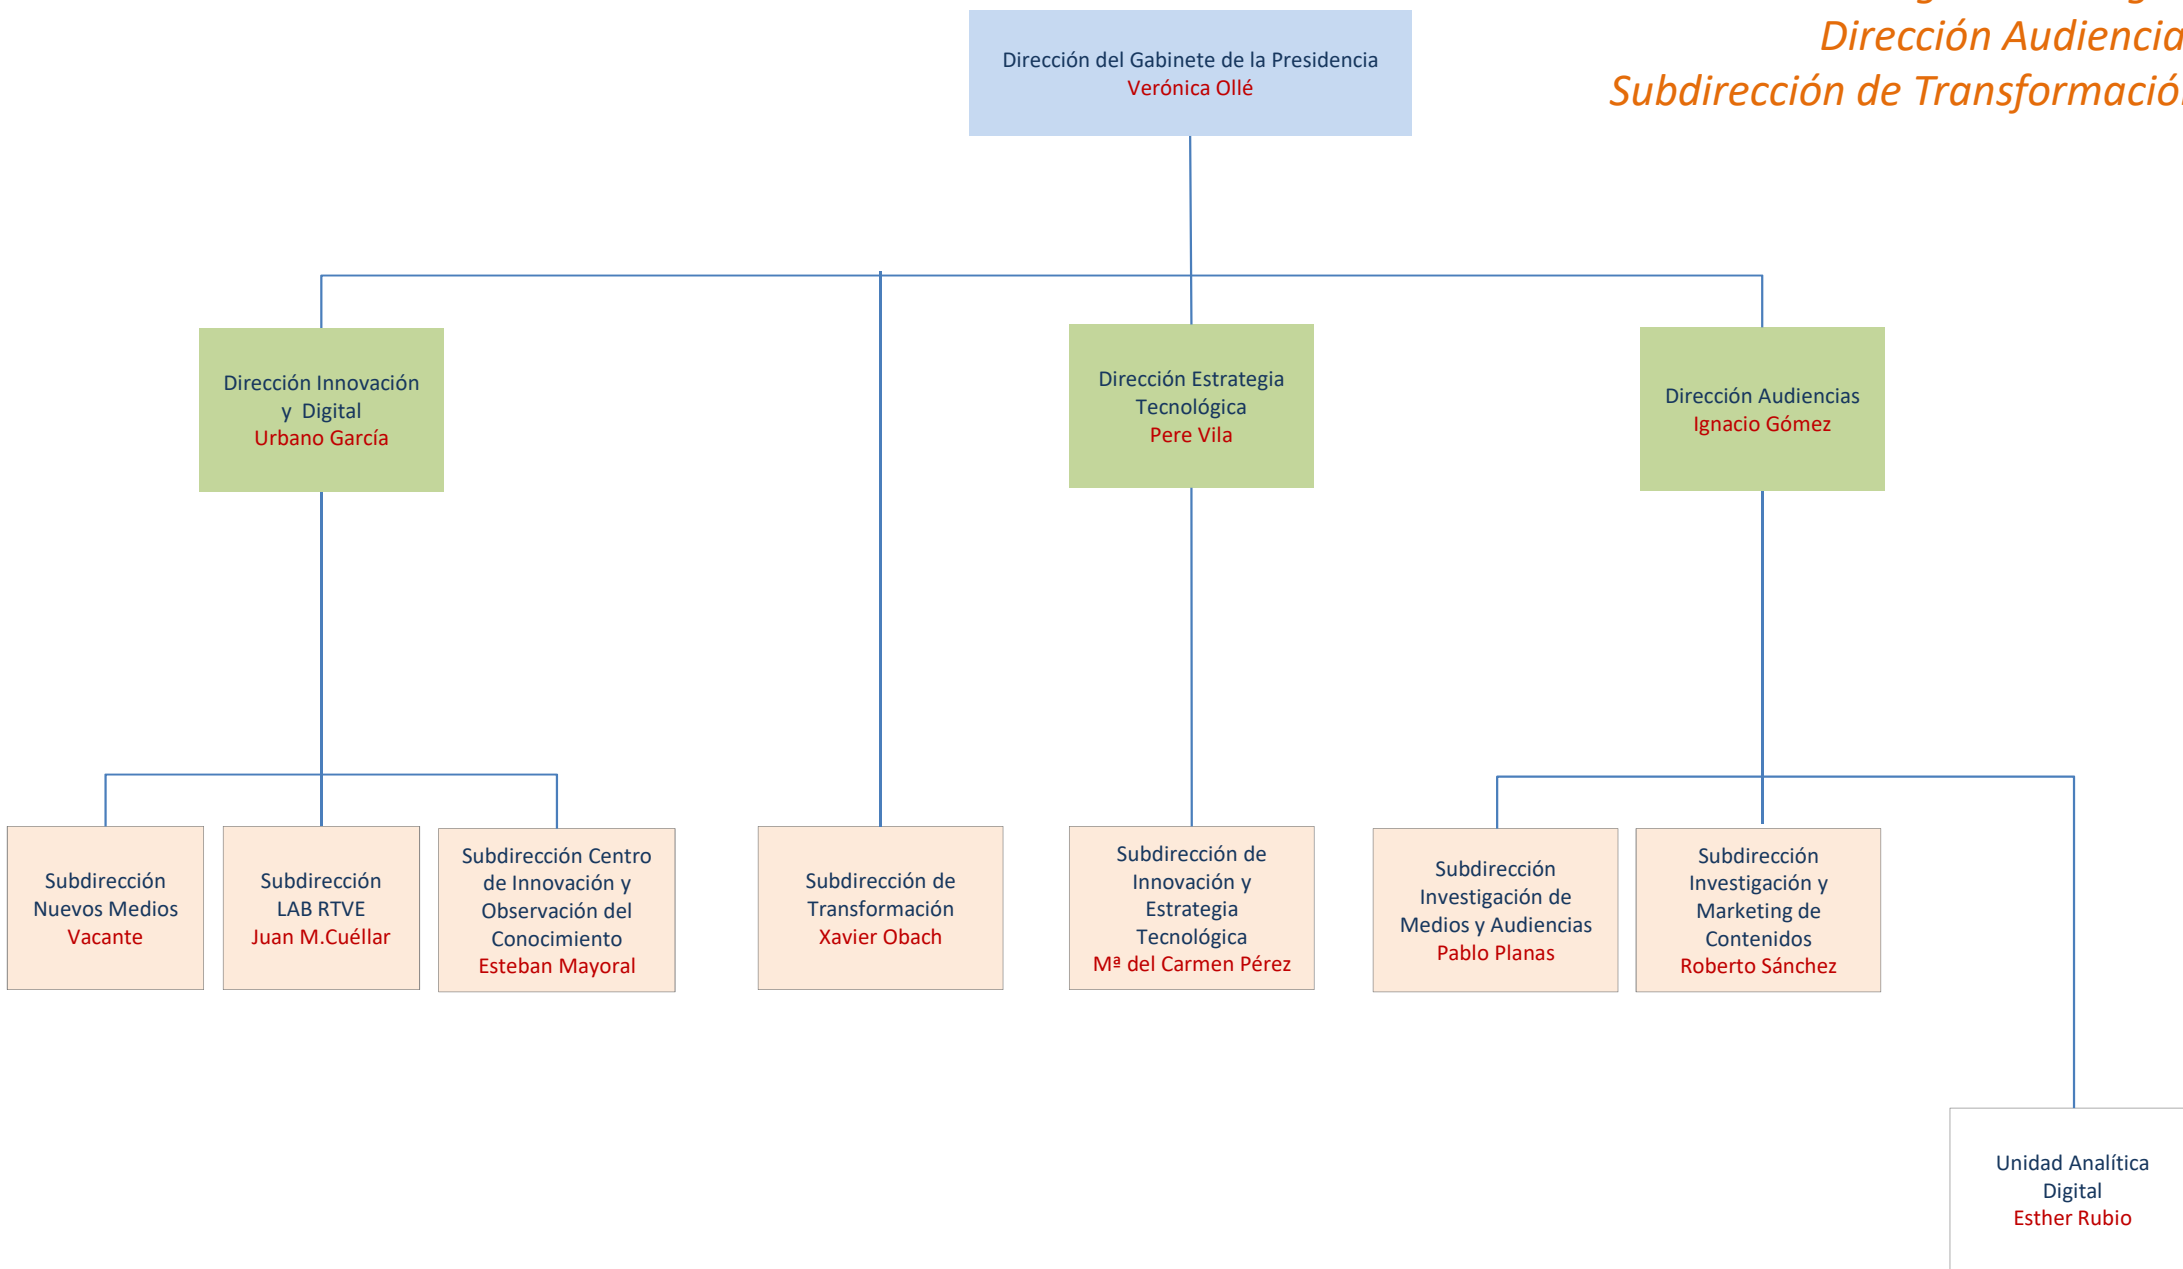 Dirección Audiencia
Subdirección de Transformació
Dirección del Gabinete de la Presidencia
Verónica Ollé
Dirección Innovación
y Digital
Urbano García
Dirección Estrategia
Tecnológica
Pere Vila
Dirección Audiencias
Ignacio Gómez
Subdirección
Nuevos Medios
Vacante
Subdirección
LAB RTVE
Juan M.Cuéllar
Subdirección Centro
de Innovación y
Observación del
Conocimiento
Esteban Mayoral
Subdirección de
Transformación
Xavier Obach
Subdirección de
Innovación y
Estrategia
Tecnológica
Mª del Carmen Pérez
Subdirección
Investigación de
Medios y Audiencias
Pablo Planas
Subdirección
Investigación y
Marketing de
Contenidos
Roberto Sánchez
Unidad Analítica
Digital
Esther Rubio